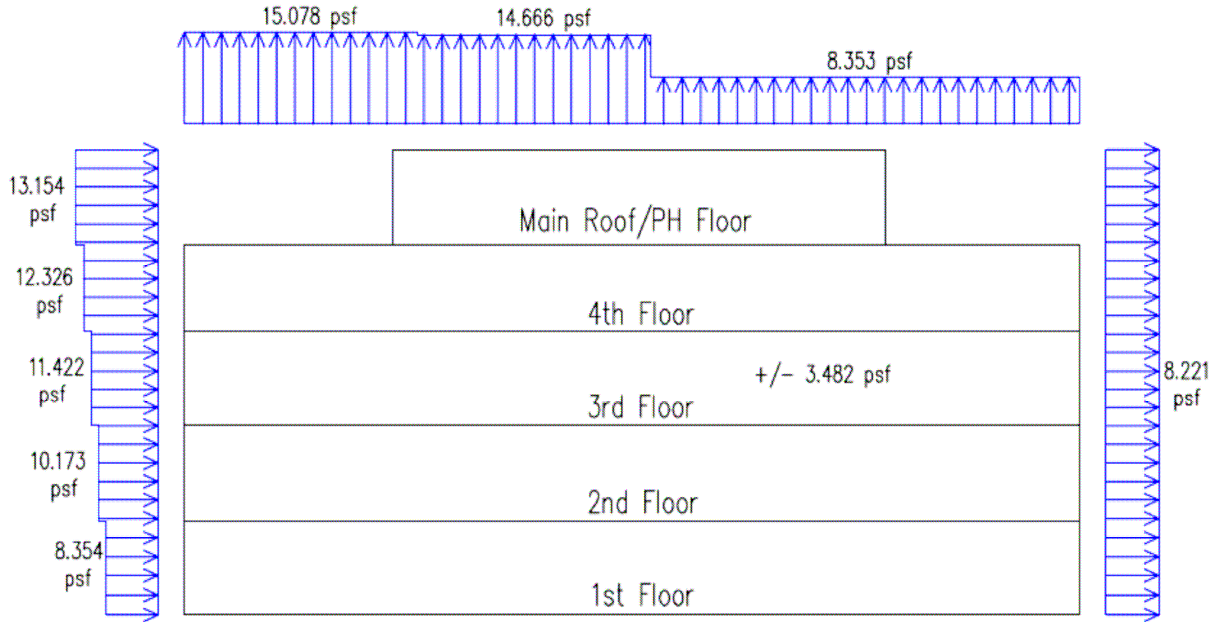 15.078 psf
14.666 psf
8.353 psf
13.154
psf
Main Roof/PH Floor
12.326
psf
4th Floor
11.422
psf
+/- 3.482 psf
8.221
psf
3rd Floor
10.173
psf
2nd Floor
8.354
psf
1st Floor